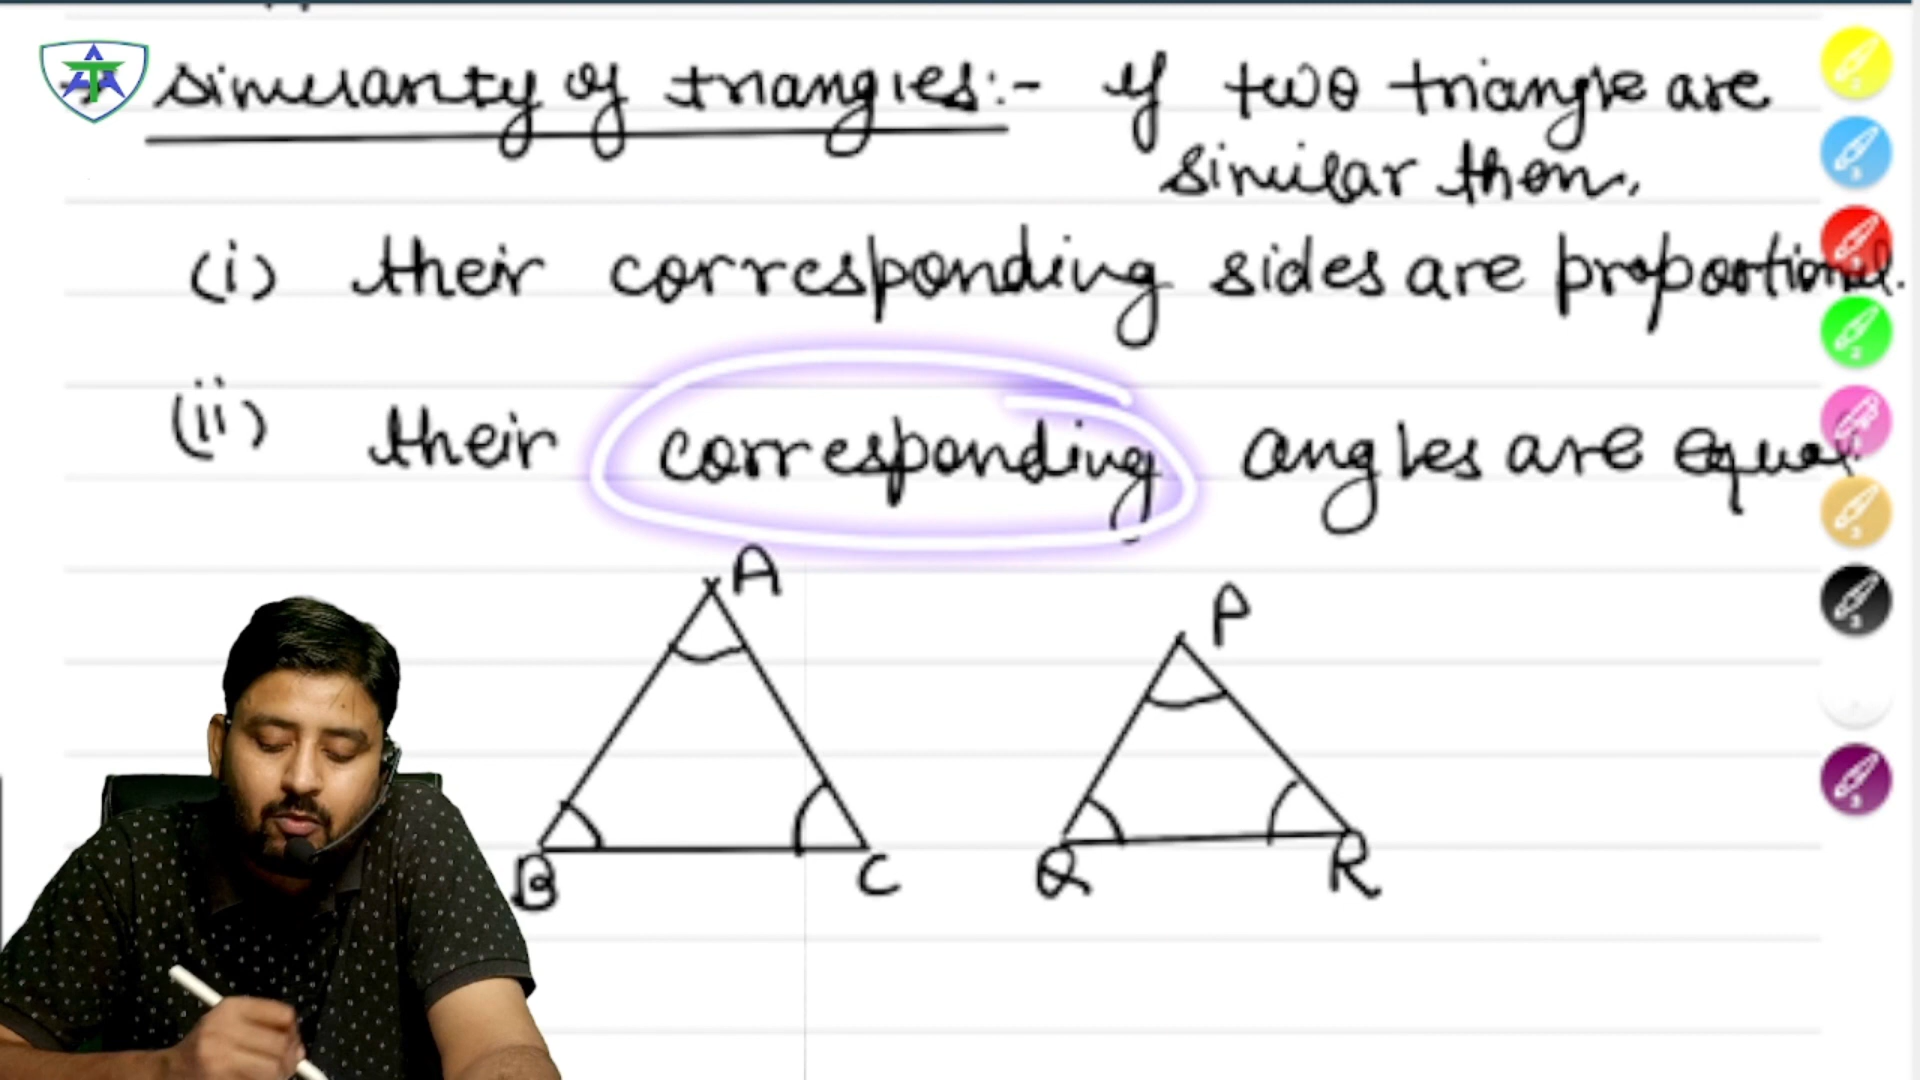 similarity of triangles:- if two triangle are
similar then,
(i) their corresponding sides are proportional.
(ii) their corresponding angles are equal
A
P
B
C
Q
R